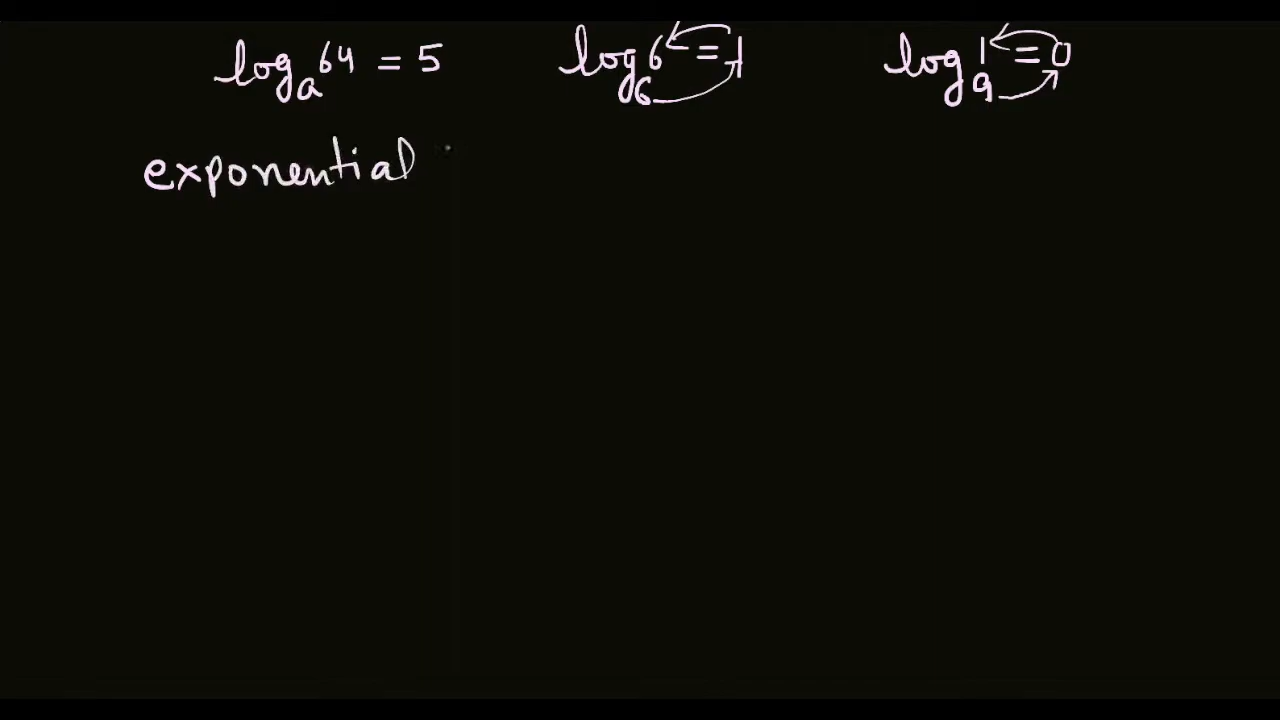 log_a 64 = 5 log_6 6 = 1 log_9 1 = 0
exponential